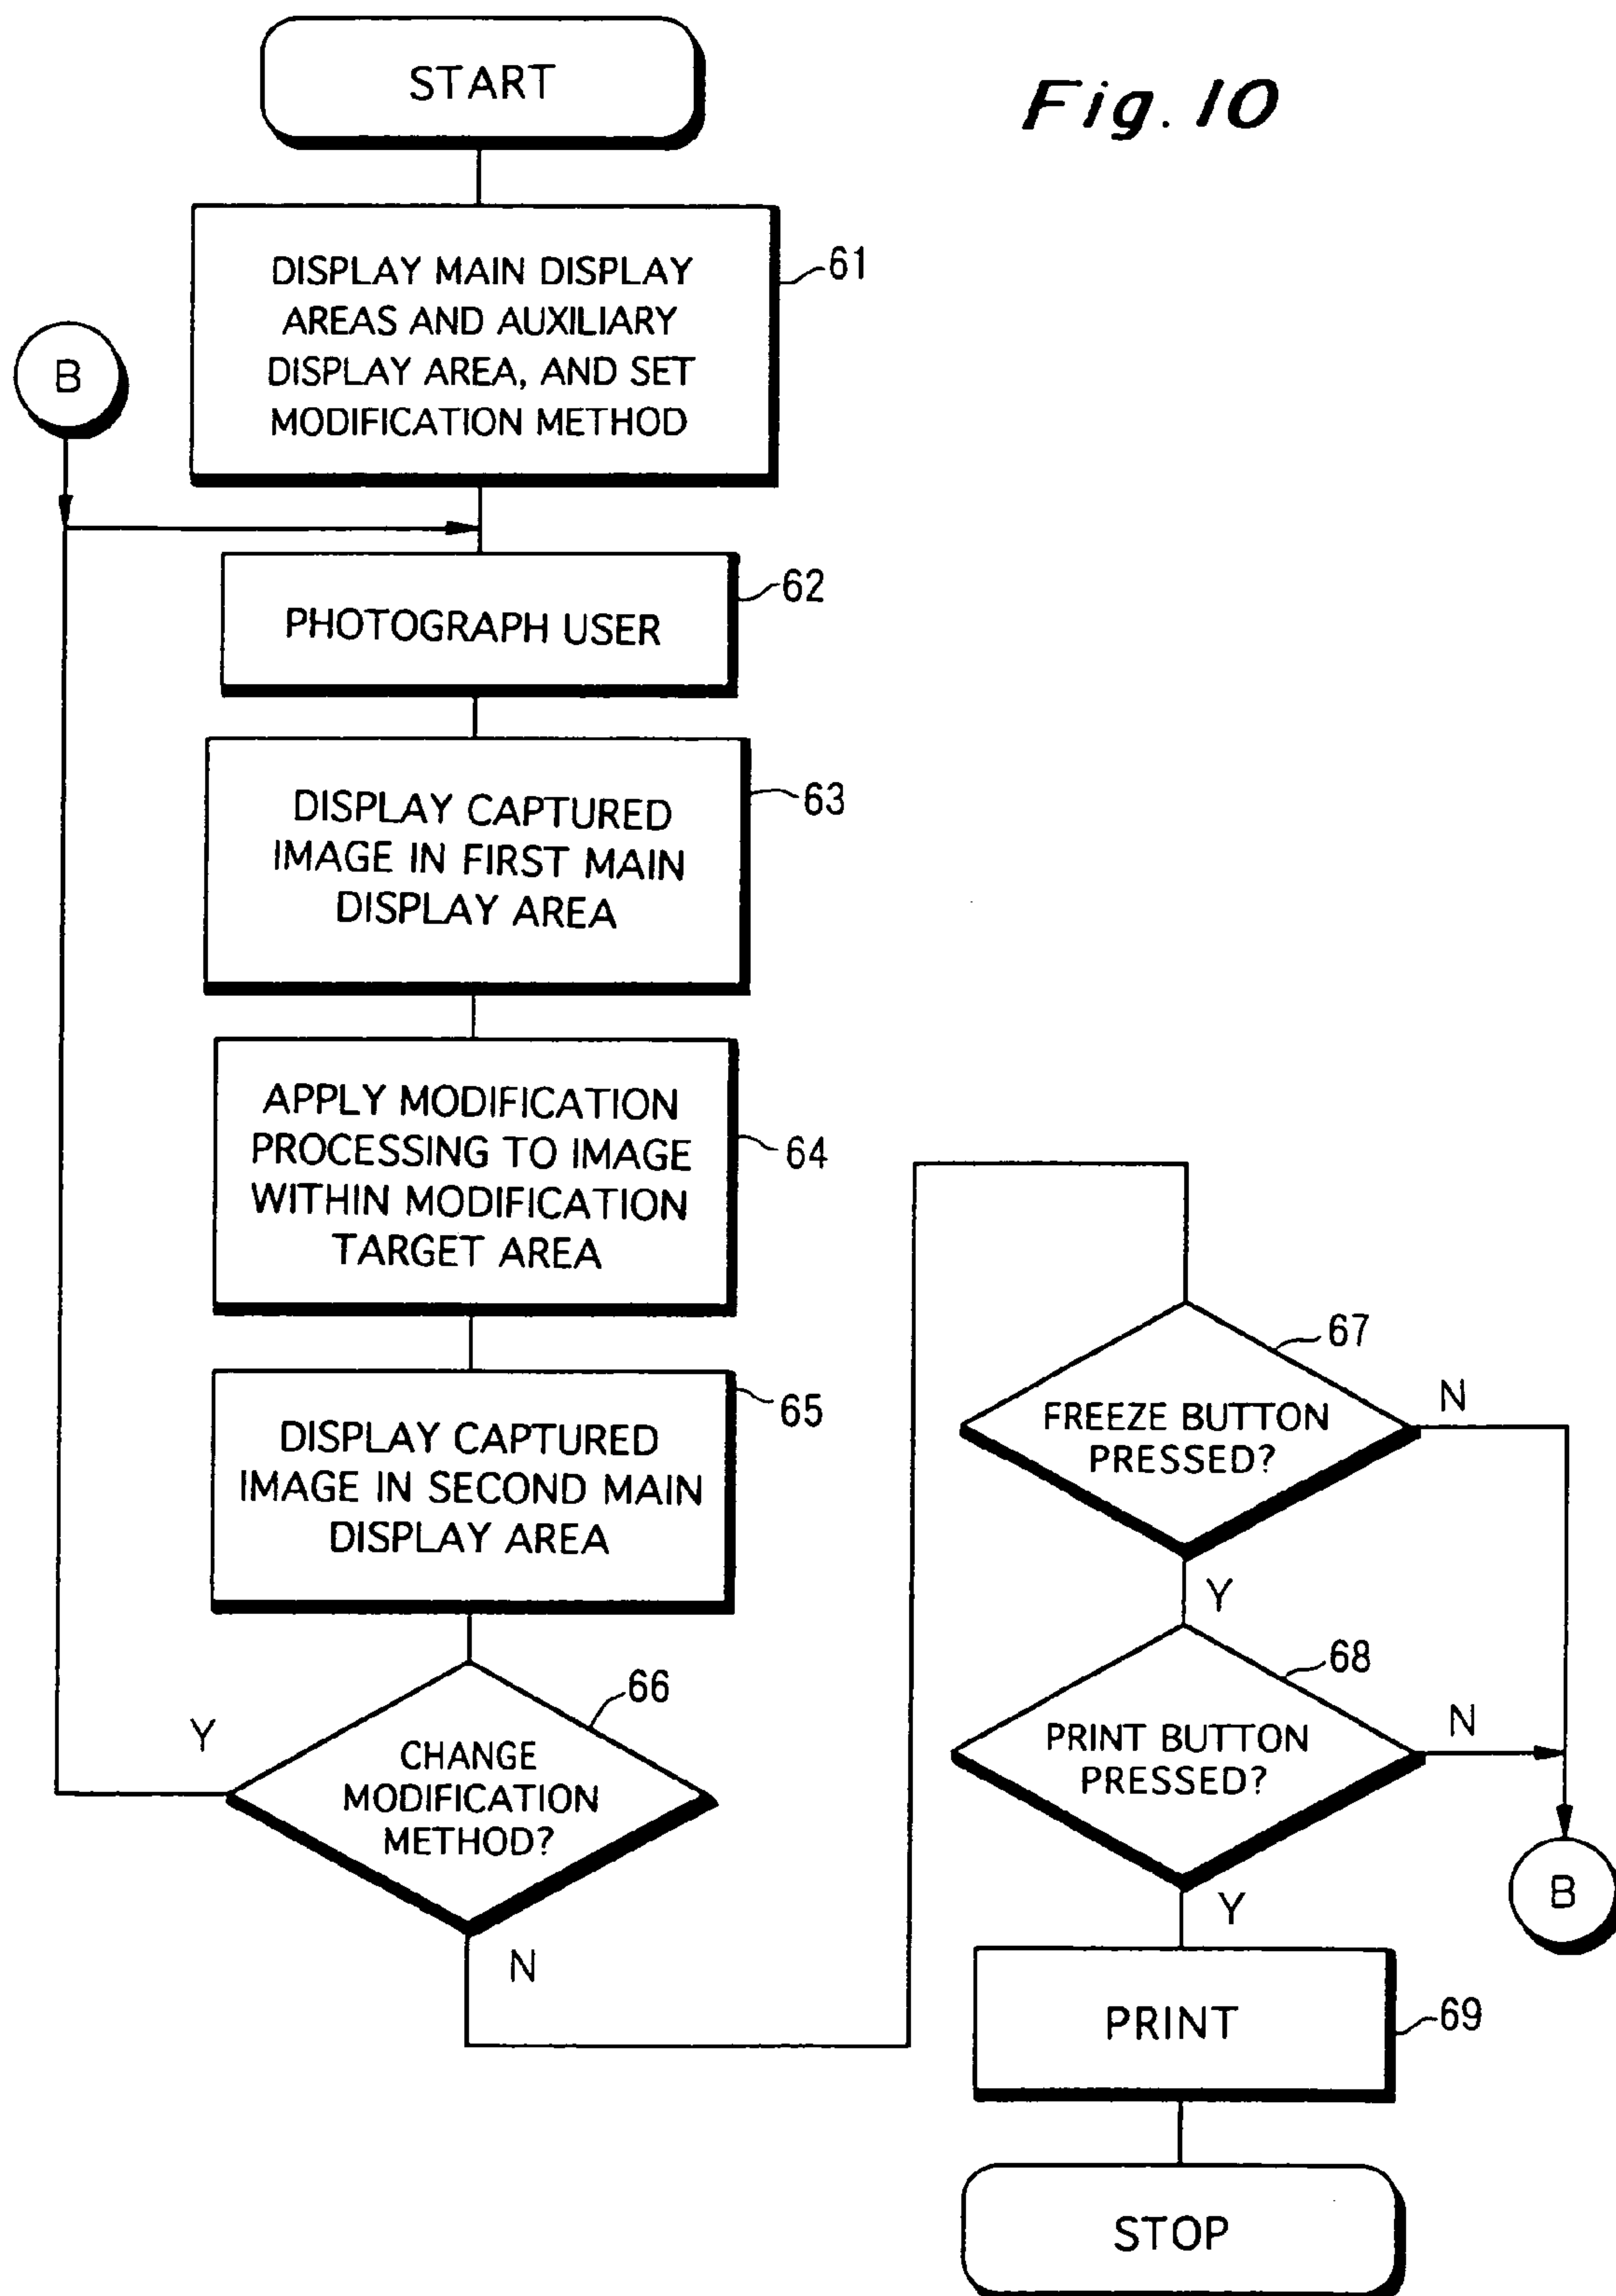 START
Fig. 10
DISPLAY MAIN DISPLAY
AREAS AND AUXILIARY
DISPLAY AREA, AND SET
MODIFICATION METHOD
61
B
PHOTOGRAPH USER
62
DISPLAY CAPTURED
IMAGE IN FIRST MAIN
DISPLAY AREA
63
APPLY MODIFICATION
PROCESSING TO IMAGE
WITHIN MODIFICATION
TARGET AREA
64
DISPLAY CAPTURED
IMAGE IN SECOND MAIN
DISPLAY AREA
65
CHANGE
MODIFICATION
METHOD?
66
Y
N
FREEZE BUTTON
PRESSED?
67
N
Y
PRINT BUTTON
PRESSED?
68
N
Y
B
PRINT
69
STOP